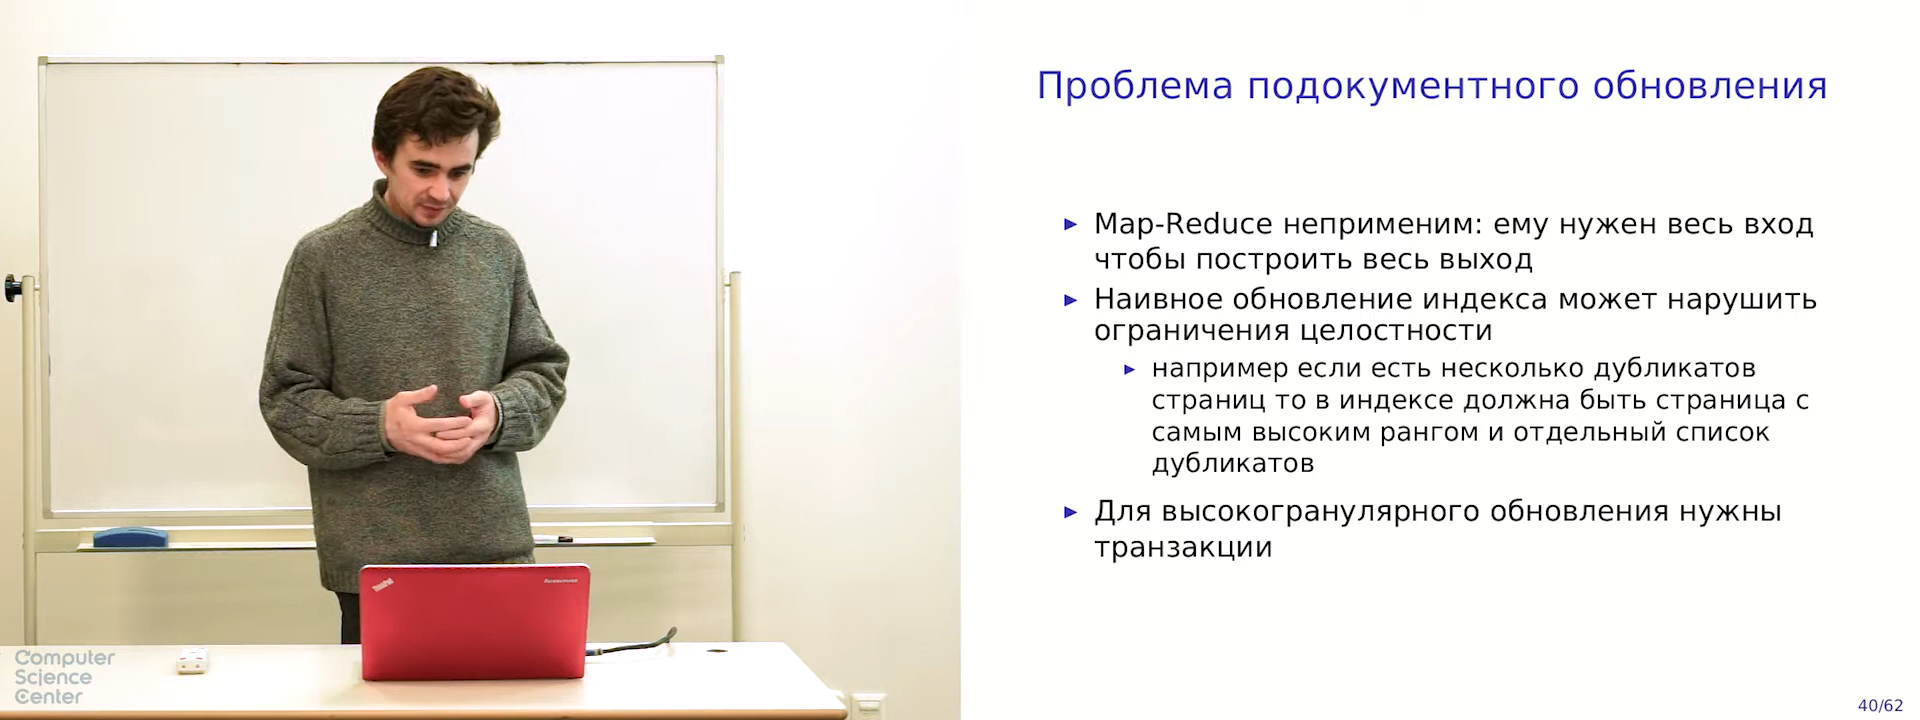 Проблема подокументного обновления
Map-Reduce неприменим: ему нужен весь вход
чтобы построить весь выход
Наивное обновление индекса может нарушить
ограничения целостности
например если есть несколько дубликатов
страниц то в индексе должна быть страница с
самым высоким рангом и отдельный список
дубликатов
Для высокогранулярного обновления нужны
транзакции
40/62
Computer
Science
Center